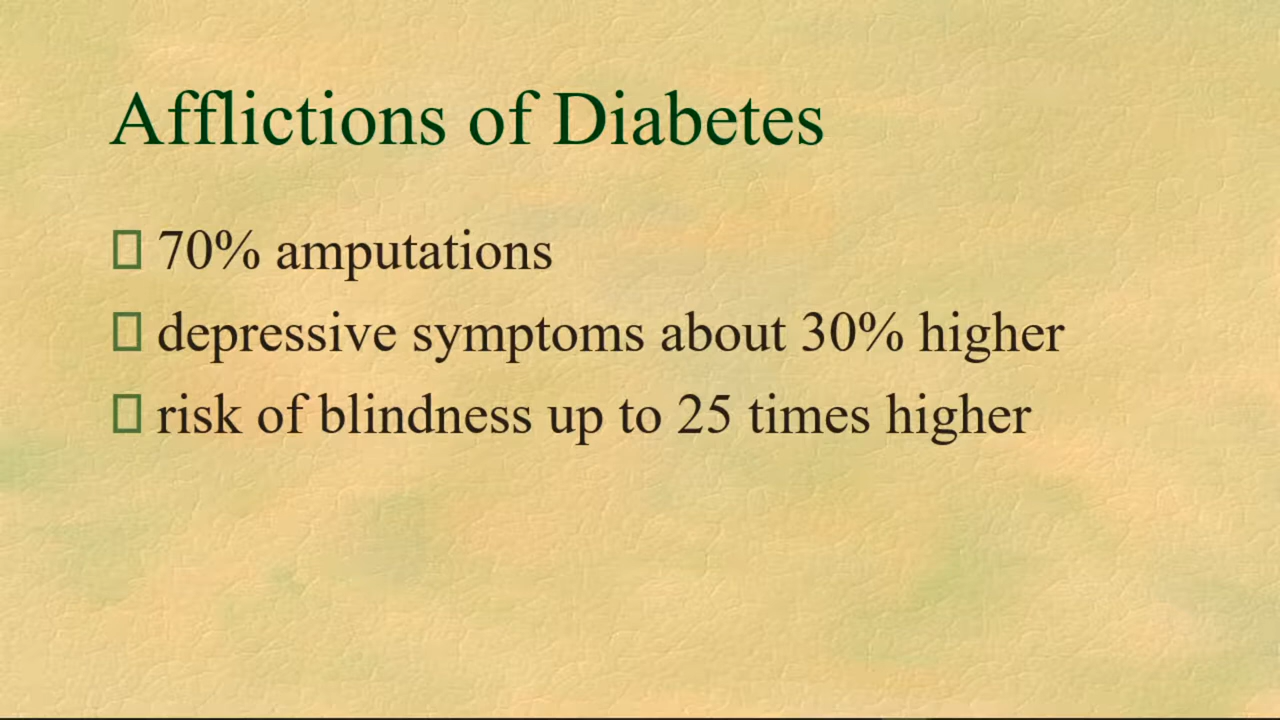 Afflictions of Diabetes
70% amputations
depressive symptoms about 30% higher
risk of blindness up to 25 times higher